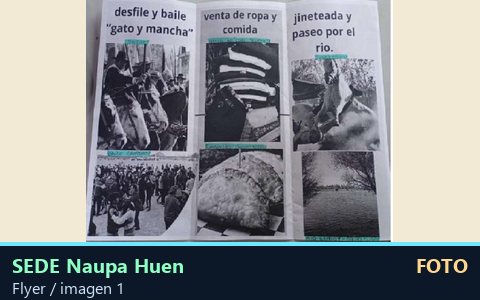 desfile y baile
"gato y mancha"
venta de ropa y
comida
jineteada y
paseo por el
rio.
SEDE Naupa Huen
FOTO
Flyer / imagen 1